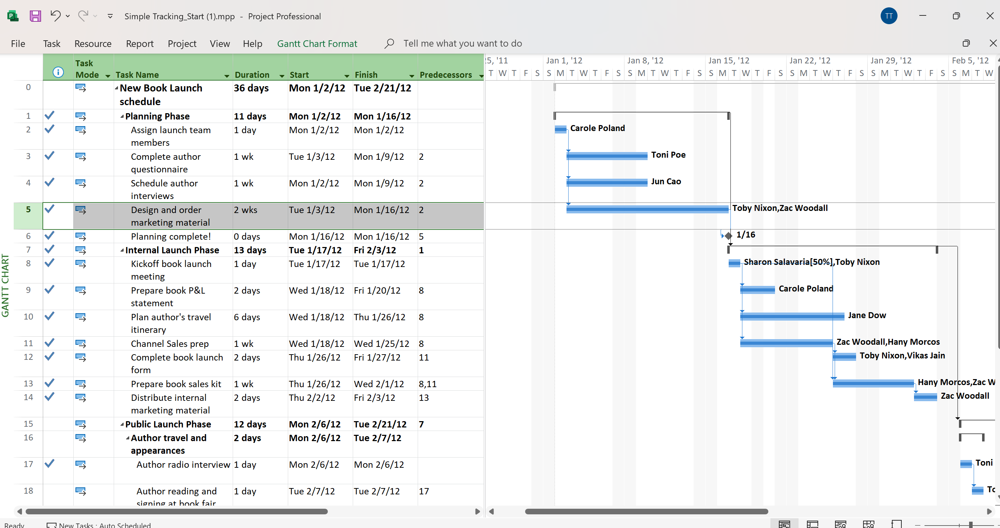 Simple Tracking_Start (1).mpp - Project Professional
TT
File Task Resource Report Project View Help Gantt Chart Format Tell me what you want to do
Task Mode Task Name Duration Start Finish Predecessors
25, '11 Jan 1, '12 Jan 8, '12 Jan 15, '12 Jan 22, '12 Jan 29, '12 Feb 5, '12
T W T F S S M T W T F S S M T W T F S S M T W T F S S M T W T F S S M T W T F S S M T W
0 New Book Launch schedule 36 days Mon 1/2/12 Tue 2/21/12
1 Planning Phase 11 days Mon 1/2/12 Mon 1/16/12
2 Assign launch team members 1 day Mon 1/2/12 Mon 1/2/12 Carole Poland
3 Complete author questionnaire 1 wk Tue 1/3/12 Mon 1/9/12 2 Toni Poe
4 Schedule author interviews 1 wk Mon 1/2/12 Mon 1/9/12 2 Jun Cao
5 Design and order marketing material 2 wks Tue 1/3/12 Mon 1/16/12 2 Toby Nixon,Zac Woodall
6 Planning complete! 0 days Mon 1/16/12 Mon 1/16/12 5 1/16
7 Internal Launch Phase 13 days Tue 1/17/12 Fri 2/3/12 1
8 Kickoff book launch meeting 1 day Tue 1/17/12 Tue 1/17/12 Sharon Salavaria[50%],Toby Nixon
9 Prepare book P&L statement 2 days Wed 1/18/12 Fri 1/20/12 8 Carole Poland
10 Plan author's travel itinerary 6 days Wed 1/18/12 Thu 1/26/12 8 Jane Dow
11 Channel Sales prep 1 wk Wed 1/18/12 Wed 1/25/12 8 Zac Woodall,Hany Morcos
12 Complete book launch form 2 days Thu 1/26/12 Fri 1/27/12 11 Toby Nixon,Vikas Jain
13 Prepare book sales kit 1 wk Thu 1/26/12 Wed 2/1/12 8,11 Hany Morcos,Zac W
14 Distribute internal marketing material 2 days Thu 2/2/12 Fri 2/3/12 13 Zac Woodall
15 Public Launch Phase 12 days Mon 2/6/12 Tue 2/21/12 7
16 Author travel and appearances 2 days Mon 2/6/12 Tue 2/7/12
17 Author radio interview 1 day Mon 2/6/12 Mon 2/6/12 Toni
18 Author reading and signing at book fair 1 day Tue 2/7/12 Tue 2/7/12 17 To
GANTT CHART
Ready New Tasks : Auto Scheduled